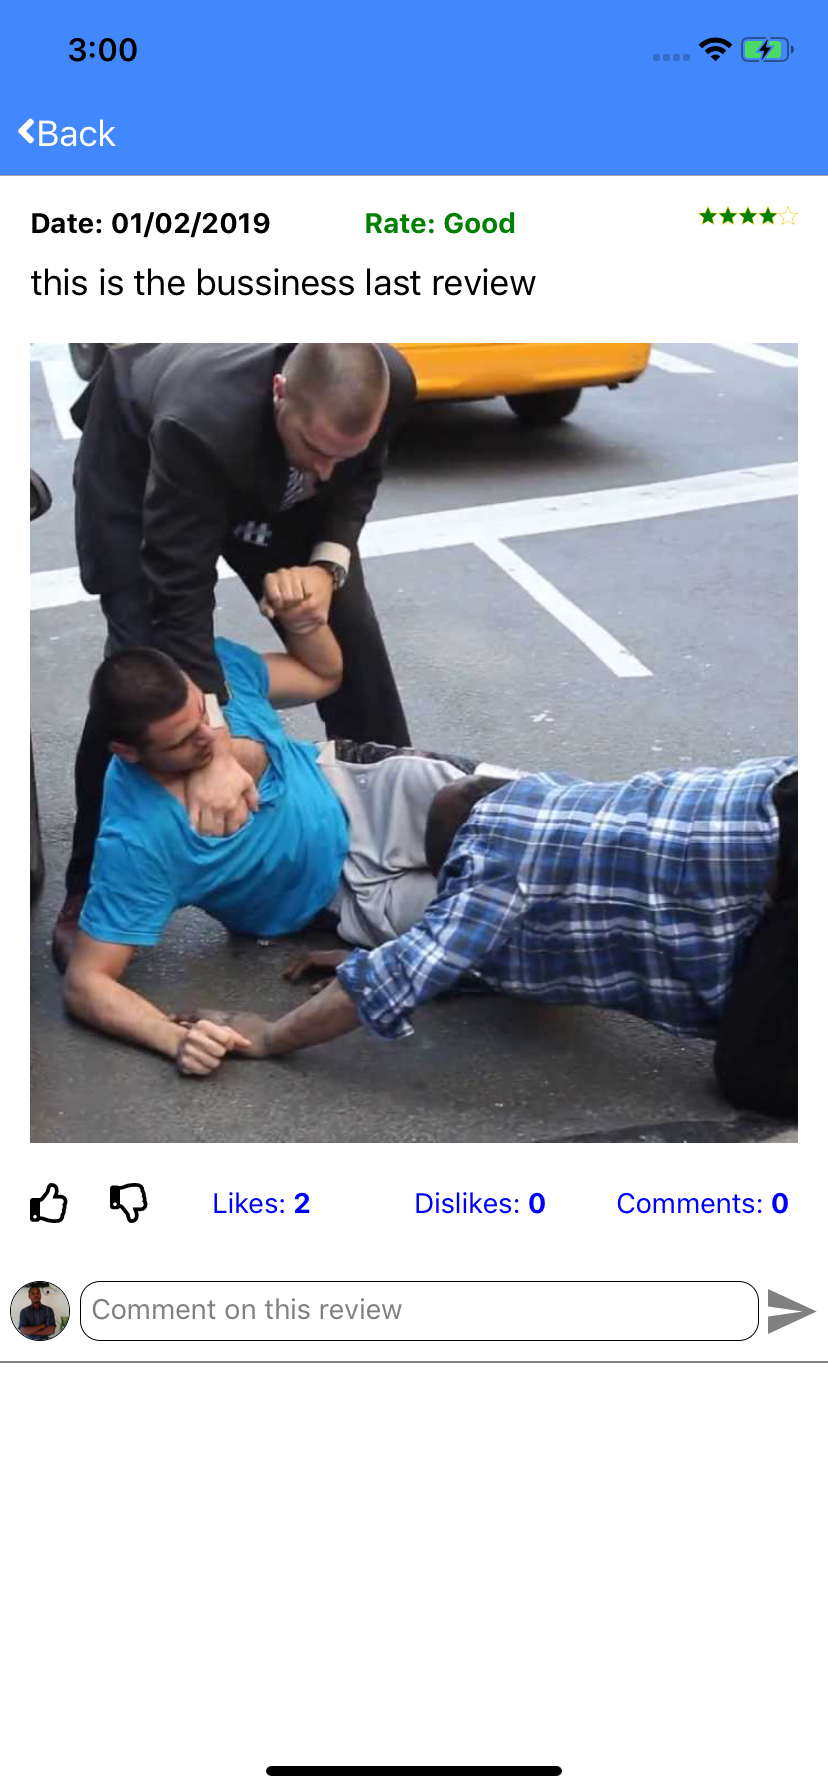 3:00
Back
Date: 01/02/2019 Rate: Good
this is the bussiness last review
Likes: 2 Dislikes: 0 Comments: 0
Comment on this review